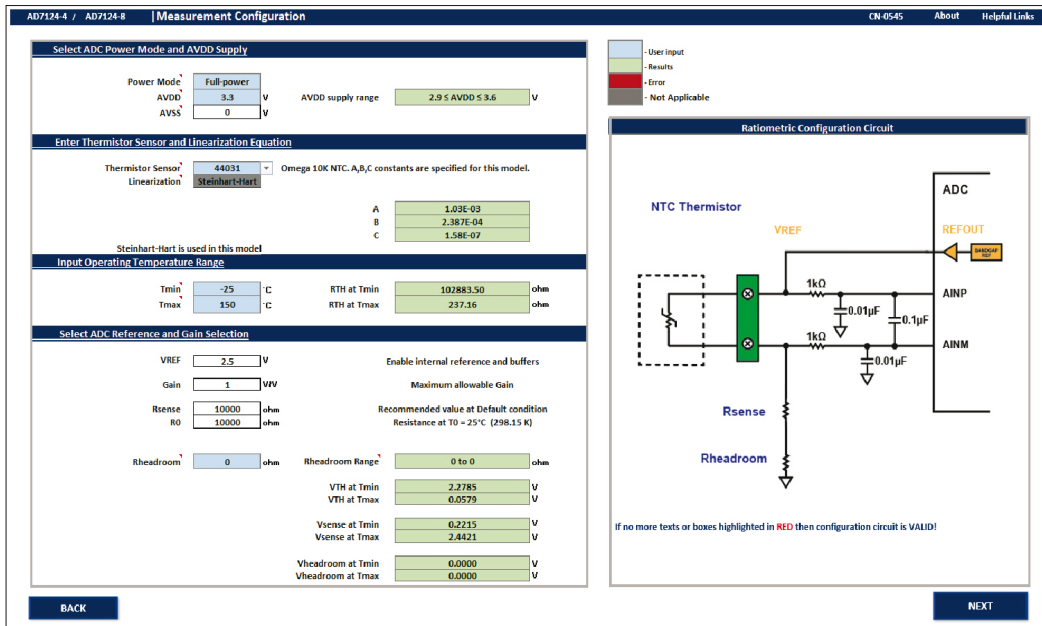 AD7124-4 / AD7124-8 | Measurement Configuration CN-0545 About Helpful Links
Select ADC Power Mode and AVDD Supply
Power Mode Full-power
AVDD 3.3 V AVDD supply range 2.9 ≤ AVDD ≤ 3.6 V
AVSS 0 V
Enter Thermistor Sensor and Linearization Equation
Thermistor Sensor 44031 Omega 10K NTC. A,B,C constants are specified for this model.
Linearization Steinhart-Hart
A 1.03E-03
B 2.387E-04
C 1.58E-07
Steinhart-Hart is used in this model
Input Operating Temperature Range
Tmin -25 °C RTH at Tmin 102883.50 ohm
Tmax 150 °C RTH at Tmax 237.16 ohm
Select ADC Reference and Gain Selection
VREF 2.5 V Enable internal reference and buffers
Gain 1 V/V Maximum allowable Gain
Rsense 10000 ohm Recommended value at Default condition
R0 10000 ohm Resistance at T0 = 25°C (298.15 K)
Rheadroom 0 ohm Rheadroom Range 0 to 0 ohm
VTH at Tmin 2.2785 V
VTH at Tmax 0.0579 V
Vsense at Tmin 0.2215 V
Vsense at Tmax 2.4421 V
Vheadroom at Tmin 0.0000 V
Vheadroom at Tmax 0.0000 V
BACK
- User input
- Results
- Error
- Not Applicable
Ratiometric Configuration Circuit
ADC
NTC Thermistor
VREF
REFOUT
BANDGAP
REF
1kΩ
AINP
0.01µF
0.1µF
1kΩ
AINM
0.01µF
Rsense
Rheadroom
If no more texts or boxes highlighted in RED then configuration circuit is VALID!
NEXT